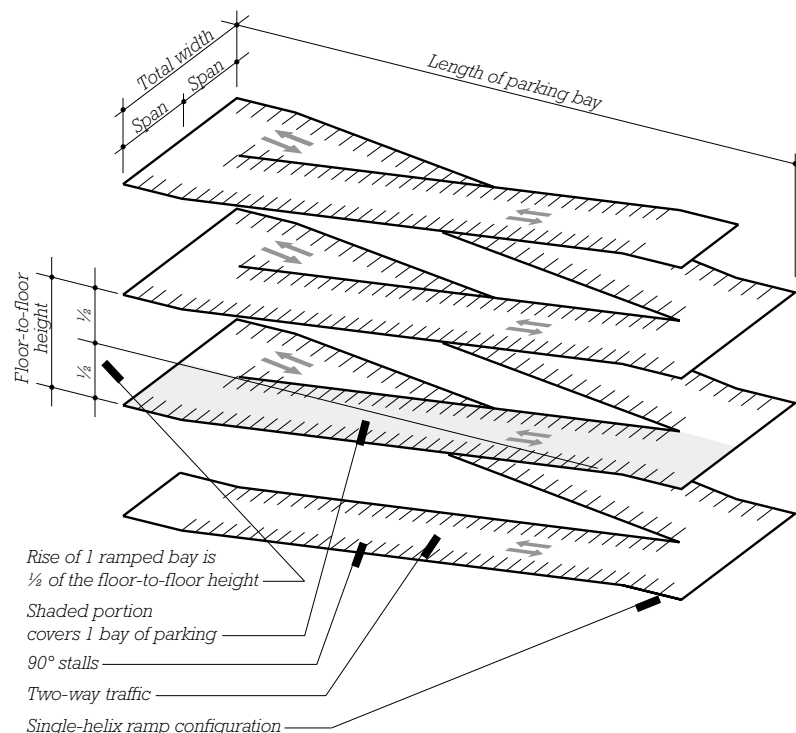 Total width
Span
Span
Length of parking bay
Floor-to-floor
height
½
½
Rise of 1 ramped bay is
½ of the floor-to-floor height
Shaded portion
covers 1 bay of parking
90° stalls
Two-way traffic
Single-helix ramp configuration